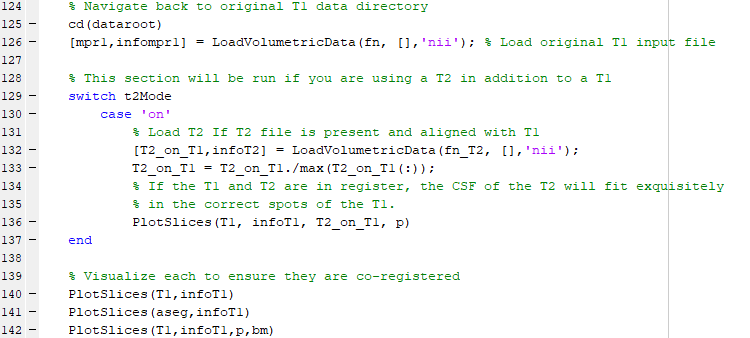 124 % Navigate back to original T1 data directory
125 – cd(dataroot)
126 – [mpr1,infompr1] = LoadVolumetricData(fn, [],'nii'); % Load original T1 input file
127
128 % This section will be run if you are using a T2 in addition to a T1
129 – switch t2Mode
130 – case 'on'
131 % Load T2 If T2 file is present and aligned with T1
132 – [T2_on_T1,infoT2] = LoadVolumetricData(fn_T2, [],'nii');
133 – T2_on_T1 = T2_on_T1./max(T2_on_T1(:));
134 % If the T1 and T2 are in register, the CSF of the T2 will fit exquisitely
135 % in the correct spots of the T1.
136 – PlotSlices(T1, infoT1, T2_on_T1, p)
137 – end
138
139 % Visualize each to ensure they are co-registered
140 – PlotSlices(T1,infoT1)
141 – PlotSlices(aseg,infoT1)
142 – PlotSlices(T1,infoT1,p,bm)